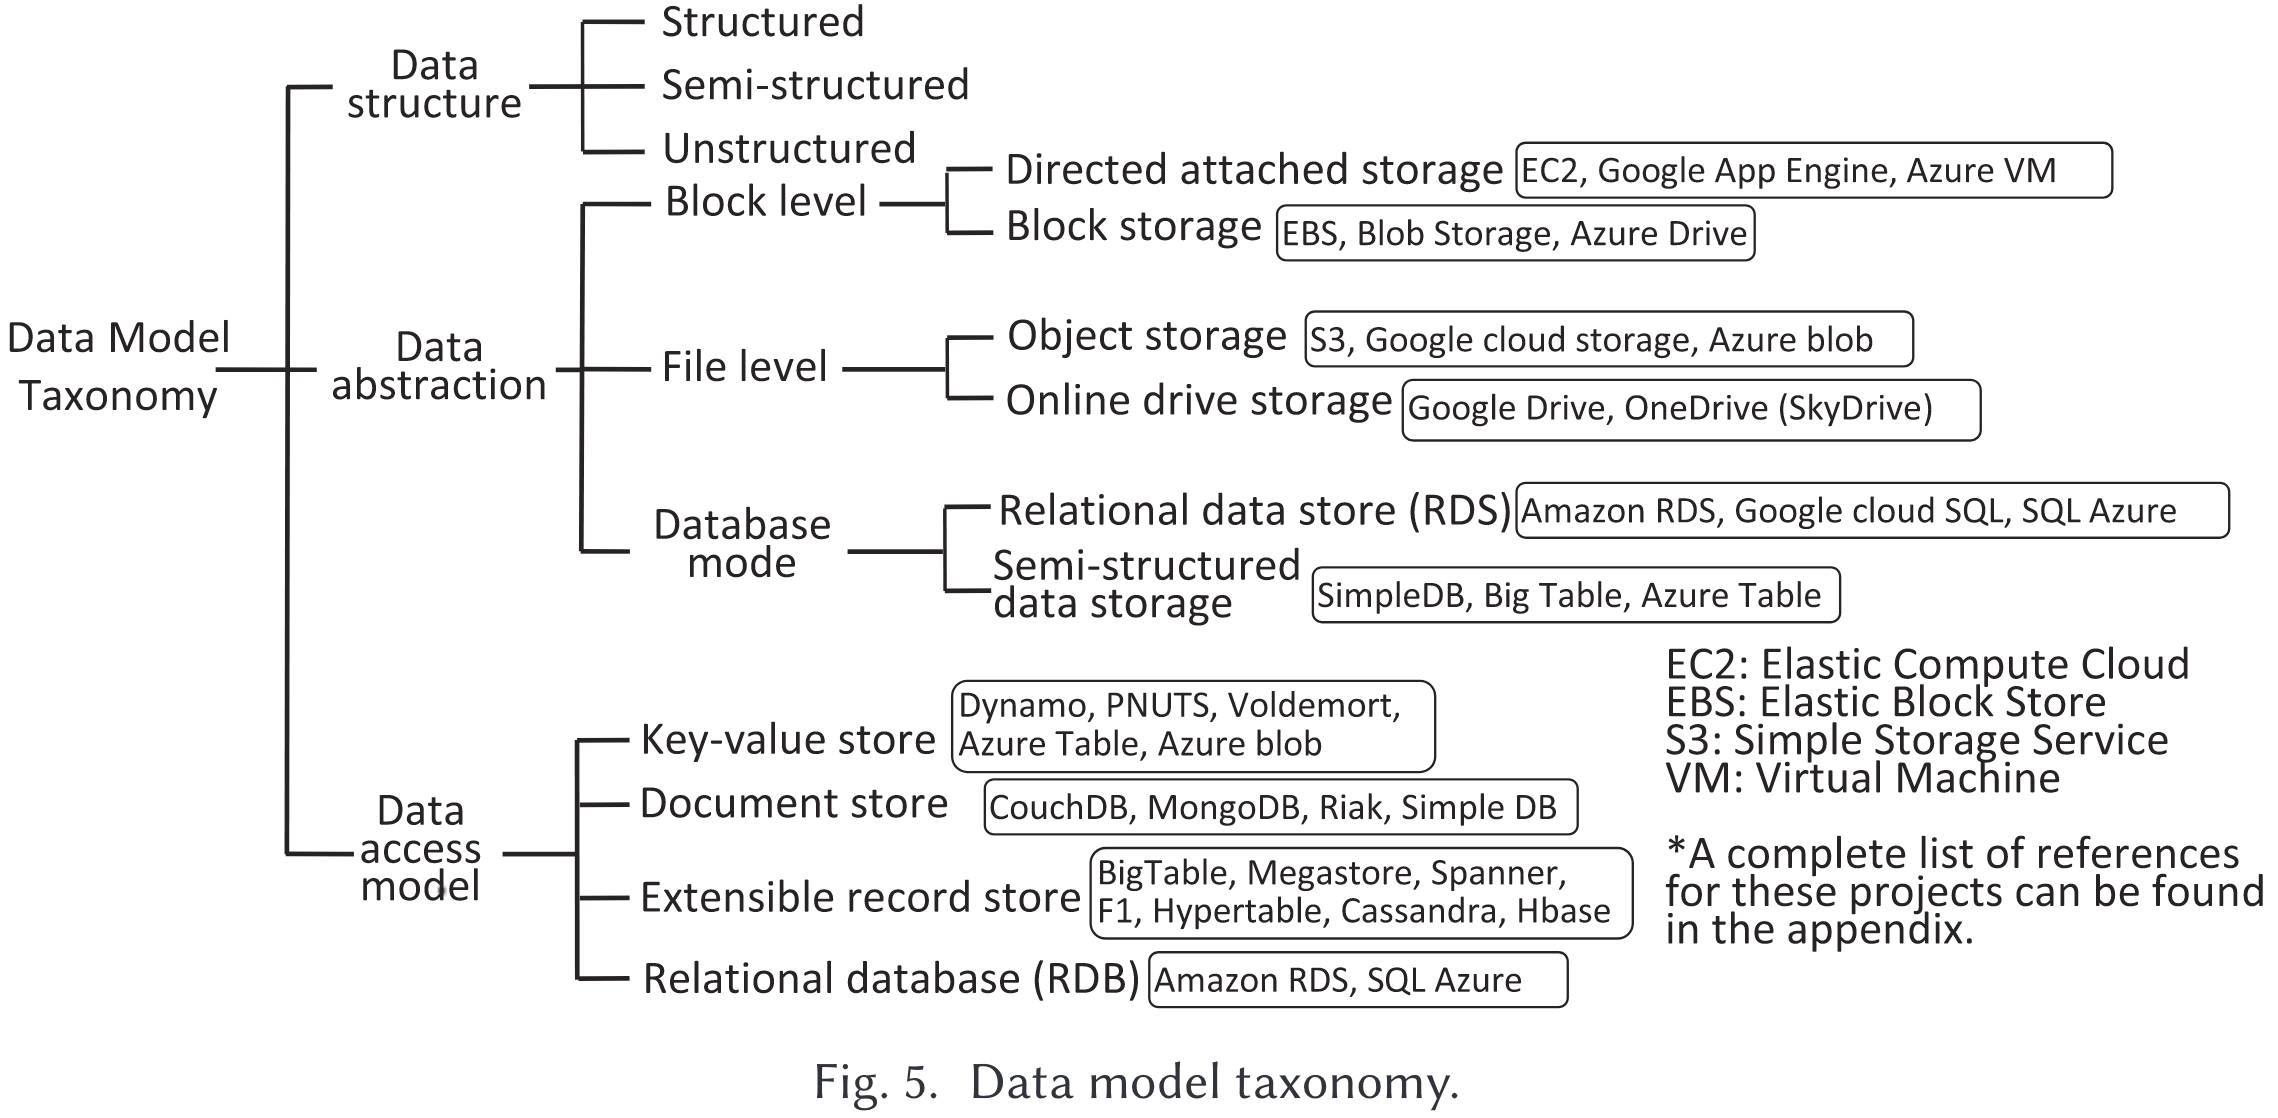 Structured
Data
structure
Semi-structured
Unstructured
Directed attached storage
EC2, Google App Engine, Azure VM
Block level
Block storage
EBS, Blob Storage, Azure Drive
Data Model
Taxonomy
Data
abstraction
File level
Object storage
S3, Google cloud storage, Azure blob
Online drive storage
Google Drive, OneDrive (SkyDrive)
Database
mode
Relational data store (RDS)
Amazon RDS, Google cloud SQL, SQL Azure
Semi-structured
data storage
SimpleDB, Big Table, Azure Table
Data
access
model
Key-value store
Dynamo, PNUTS, Voldemort,
Azure Table, Azure blob
Document store
CouchDB, MongoDB, Riak, Simple DB
Extensible record store
BigTable, Megastore, Spanner,
F1, Hypertable, Cassandra, Hbase
Relational database (RDB)
Amazon RDS, SQL Azure
EC2: Elastic Compute Cloud
EBS: Elastic Block Store
S3: Simple Storage Service
VM: Virtual Machine
*A complete list of references
for these projects can be found
in the appendix.
Fig. 5. Data model taxonomy.